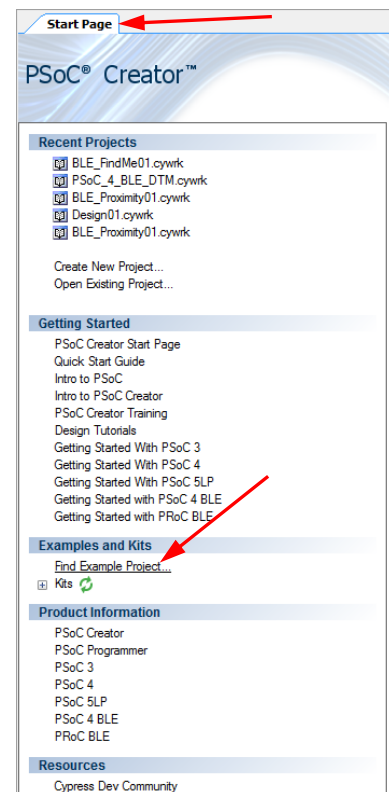 Start Page
PSoC® Creator™
Recent Projects
BLE_FindMe01.cywrk
PSoC_4_BLE_DTM.cywrk
BLE_Proximity01.cywrk
Design01.cywrk
BLE_Proximity01.cywrk
Create New Project...
Open Existing Project...
Getting Started
PSoC Creator Start Page
Quick Start Guide
Intro to PSoC
Intro to PSoC Creator
PSoC Creator Training
Design Tutorials
Getting Started With PSoC 3
Getting Started With PSoC 4
Getting Started With PSoC 5LP
Getting Started with PSoC 4 BLE
Getting Started with PRoC BLE
Examples and Kits
Find Example Project...
Kits
Product Information
PSoC Creator
PSoC Programmer
PSoC 3
PSoC 4
PSoC 5LP
PSoC 4 BLE
PRoC BLE
Resources
Cypress Dev Community